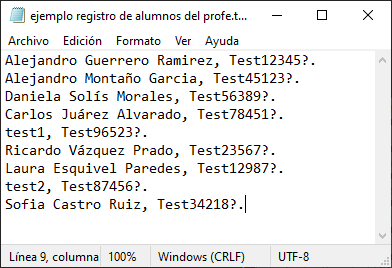 ejemplo registro de alumnos del profe.t...
Archivo Edición Formato Ver Ayuda
Alejandro Guerrero Ramirez, Test12345?.
Alejandro Montaño Garcia, Test45123?.
Daniela Solís Morales, Test56389?.
Carlos Juárez Alvarado, Test78451?.
test1, Test96523?.
Ricardo Vázquez Prado, Test23567?.
Laura Esquivel Paredes, Test12987?.
test2, Test87456?.
Sofia Castro Ruiz, Test34218?.
Línea 9, columna 100% Windows (CRLF) UTF-8